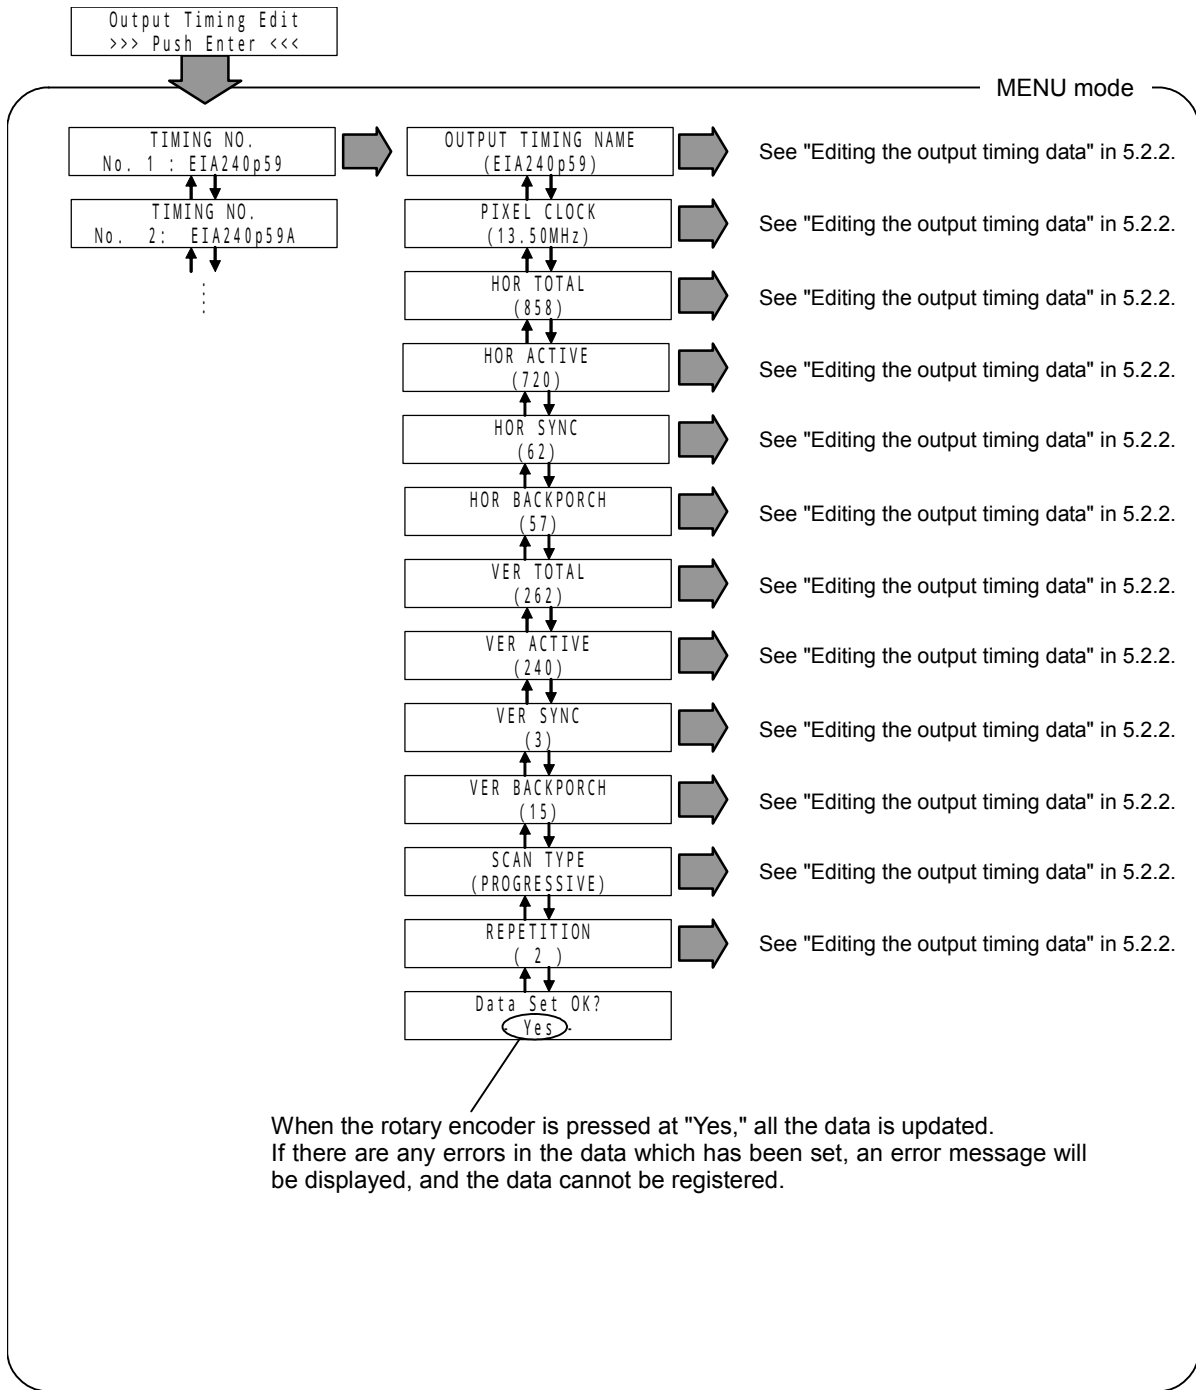 Output Timing Edit
>>> Push Enter <<<
MENU mode
TIMING NO.
No. 1 : EIA240p59
TIMING NO.
No. 2: EIA240p59A
OUTPUT TIMING NAME
(EIA240p59)
See "Editing the output timing data" in 5.2.2.
PIXEL CLOCK
(13.50MHz)
See "Editing the output timing data" in 5.2.2.
HOR TOTAL
(858)
See "Editing the output timing data" in 5.2.2.
HOR ACTIVE
(720)
See "Editing the output timing data" in 5.2.2.
HOR SYNC
(62)
See "Editing the output timing data" in 5.2.2.
HOR BACKPORCH
(57)
See "Editing the output timing data" in 5.2.2.
VER TOTAL
(262)
See "Editing the output timing data" in 5.2.2.
VER ACTIVE
(240)
See "Editing the output timing data" in 5.2.2.
VER SYNC
(3)
See "Editing the output timing data" in 5.2.2.
VER BACKPORCH
(15)
See "Editing the output timing data" in 5.2.2.
SCAN TYPE
(PROGRESSIVE)
See "Editing the output timing data" in 5.2.2.
REPETITION
( 2 )
See "Editing the output timing data" in 5.2.2.
Data Set OK?
- Yes -
When the rotary encoder is pressed at "Yes," all the data is updated.
If there are any errors in the data which has been set, an error message will
be displayed, and the data cannot be registered.